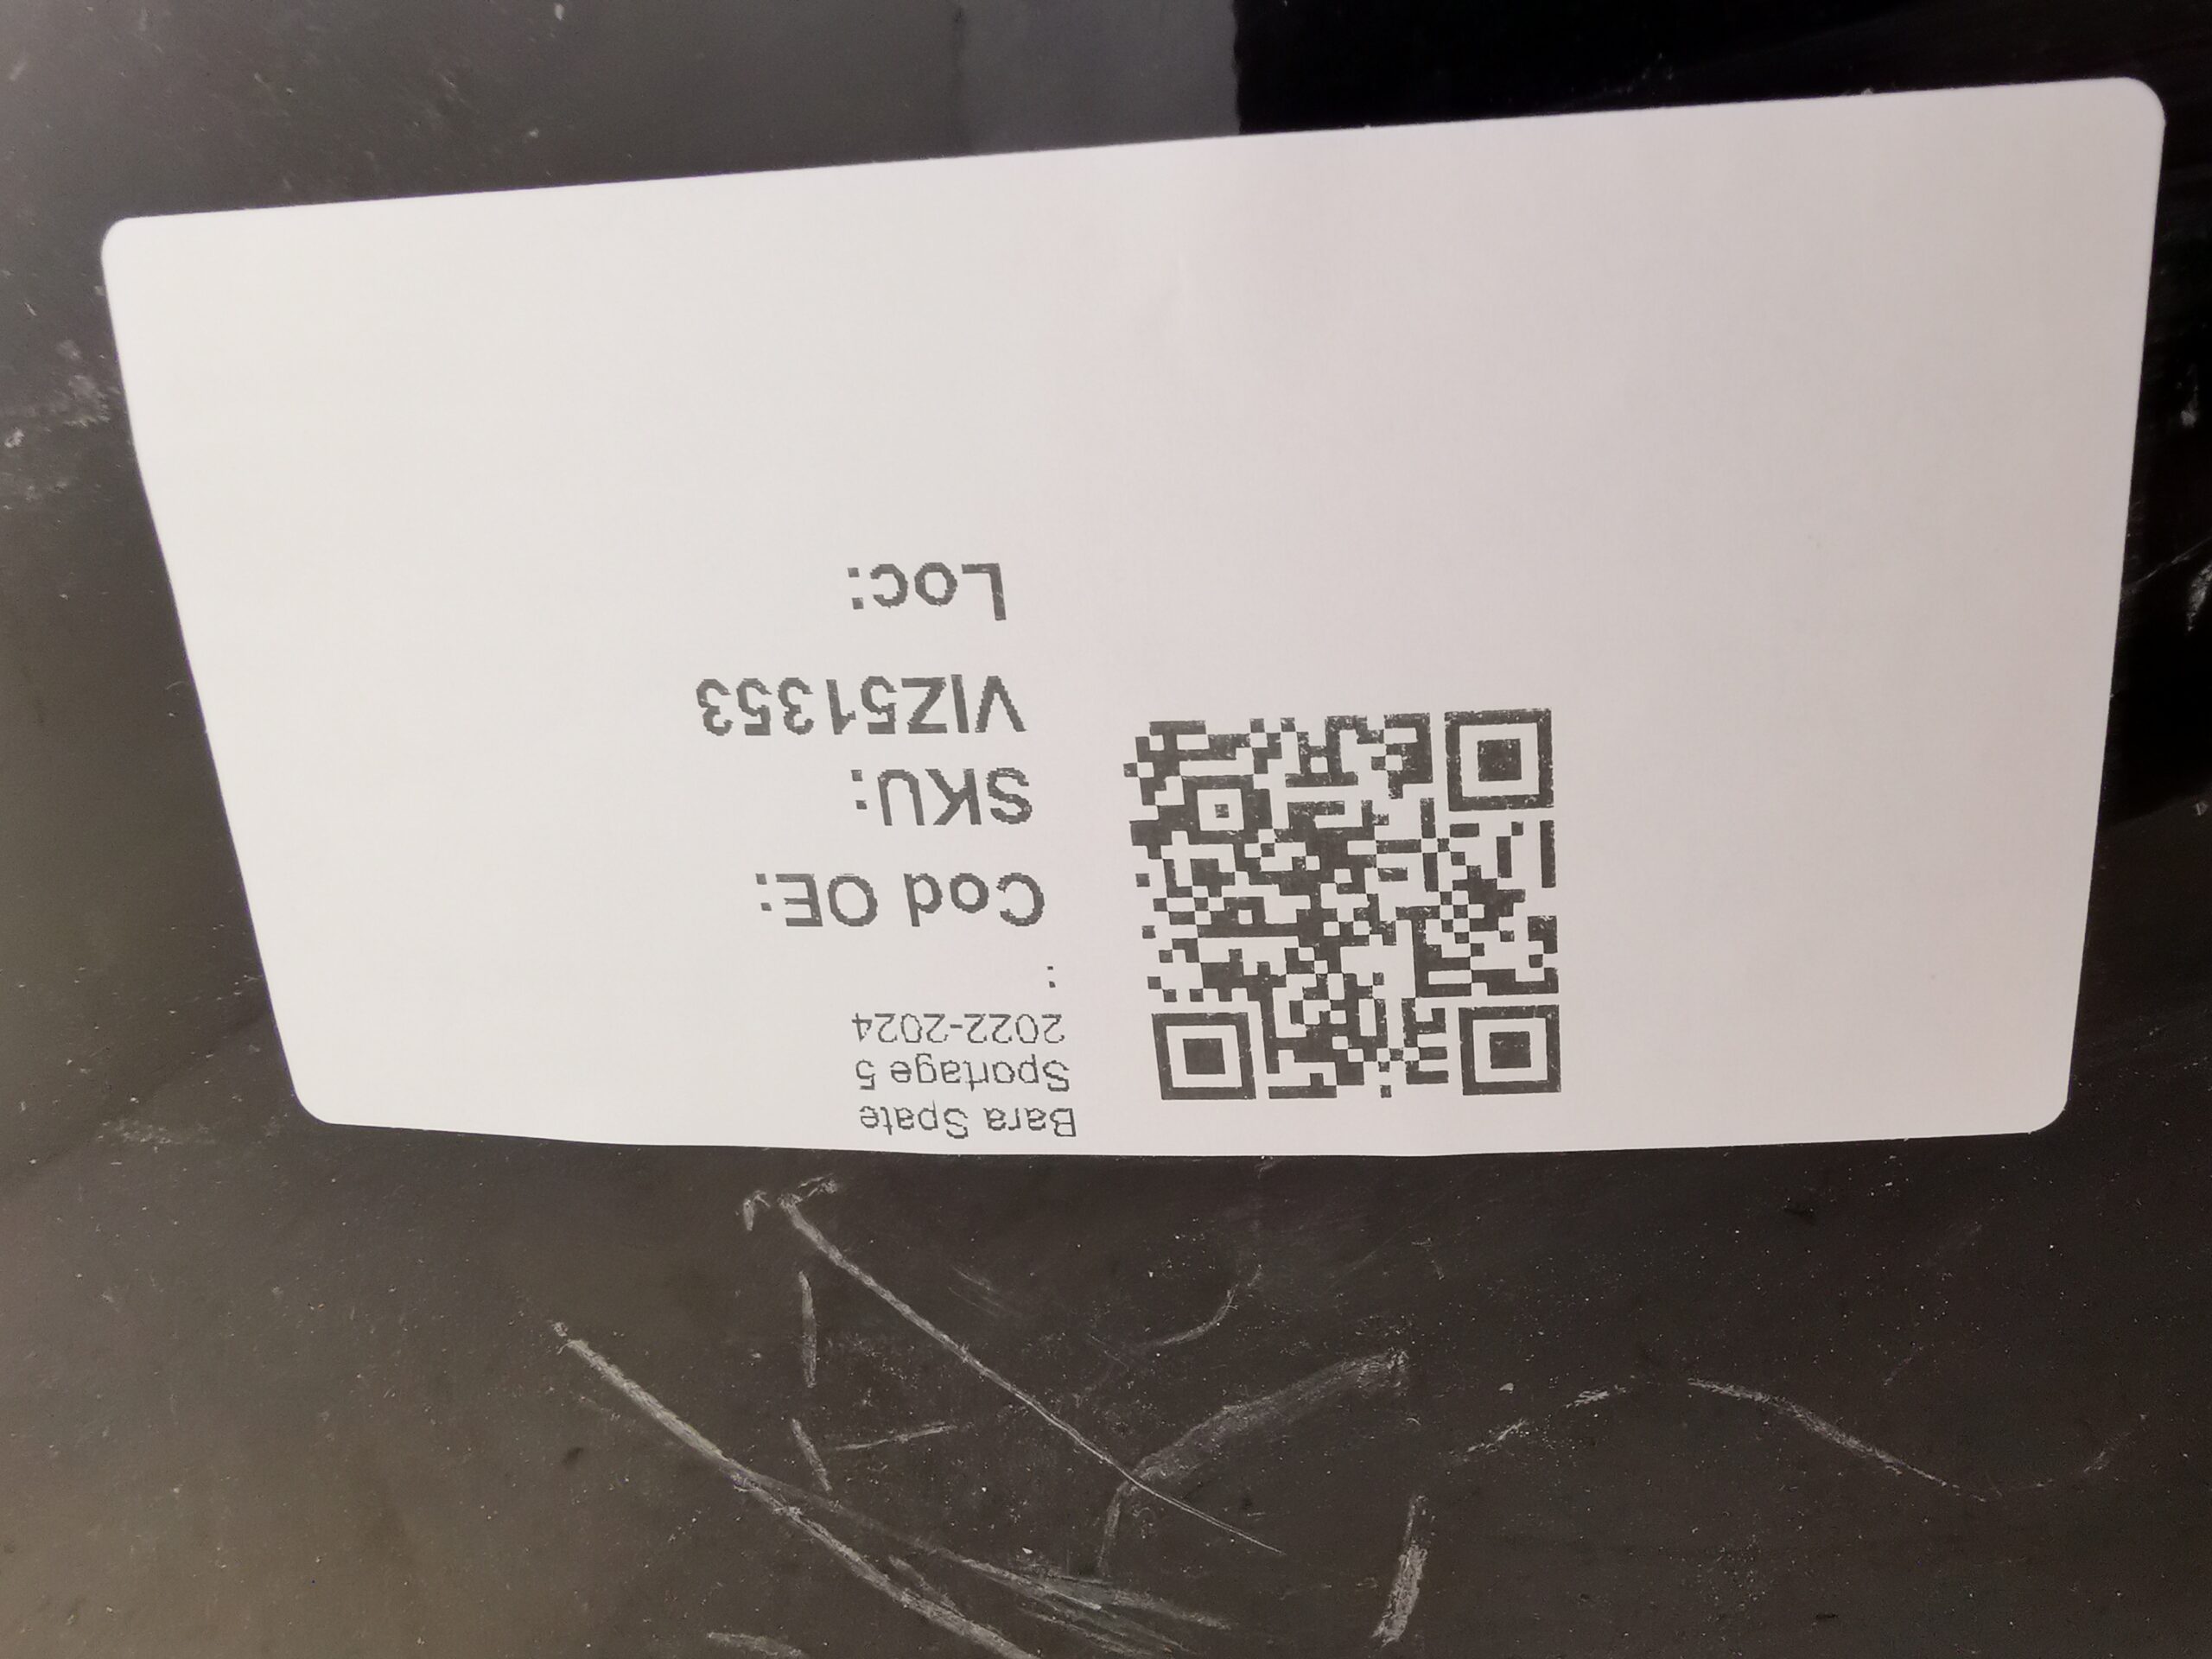 Bara Spate
Sportage 5
2022-2024
:
Cod OE:
SKU:
VIZ51353
Loc: